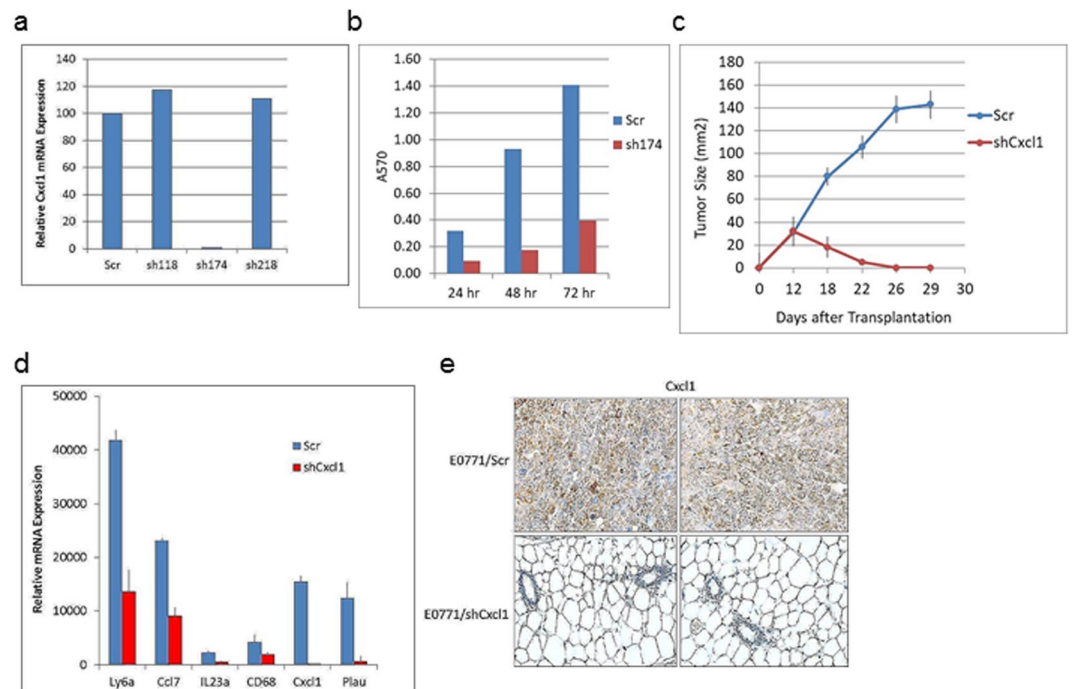 a
140
120
100
80
60
40
20
0
Relative Cxcl1 mRNA Expression
Scr sh118 sh174 sh218
b
1.60
1.40
1.20
1.00
0.80
0.60
0.40
0.20
0.00
A570
24 hr 48 hr 72 hr
Scr
sh174
c
180
160
140
120
100
80
60
40
20
0
Tumor Size (mm2)
0 12 18 22 26 29 30
Days after Transplantation
Scr
shCxcl1
d
50000
40000
30000
20000
10000
0
Relative mRNA Expression
Ly6a Ccl7 IL23a CD68 Cxcl1 Plau
Scr
shCxcl1
e
Cxcl1
E0771/Scr
E0771/shCxcl1